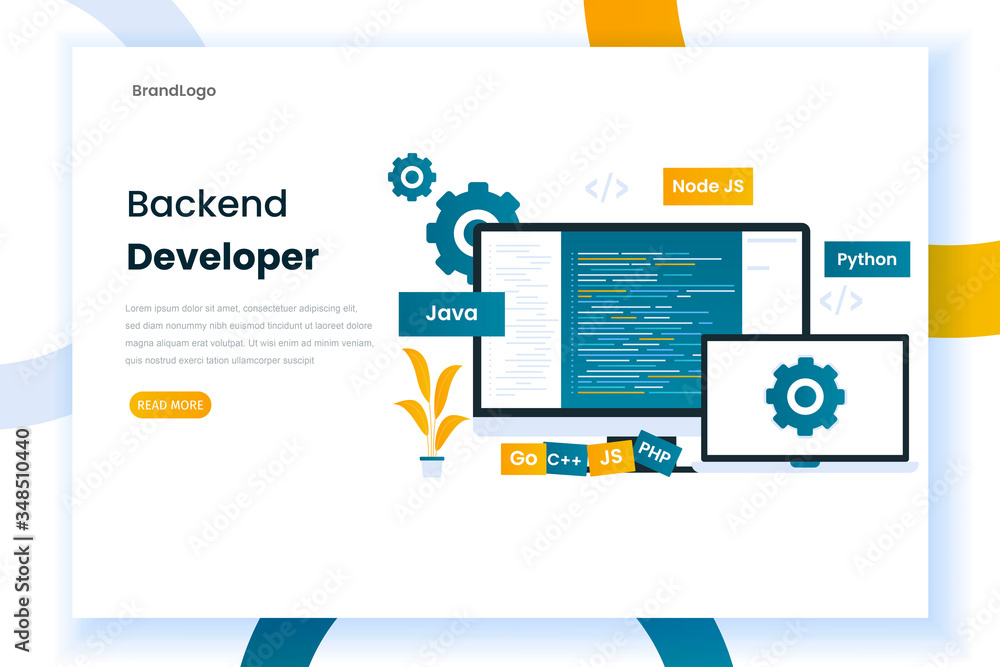 BrandLogo
Backend
Developer
Lorem ipsum dolor sit amet, consectetuer adipiscing elit,
sed diam nonummy nibh euismod tincidunt ut laoreet dolore
magna aliquam erat volutpat. Ut wisi enim ad minim veniam,
quis nostrud exerci tation ullamcorper suscipit
READ MORE
</>
Node JS
Python
</>
Java
Go
C++
JS
PHP
Adobe Stock | #348510440
Adobe Stock